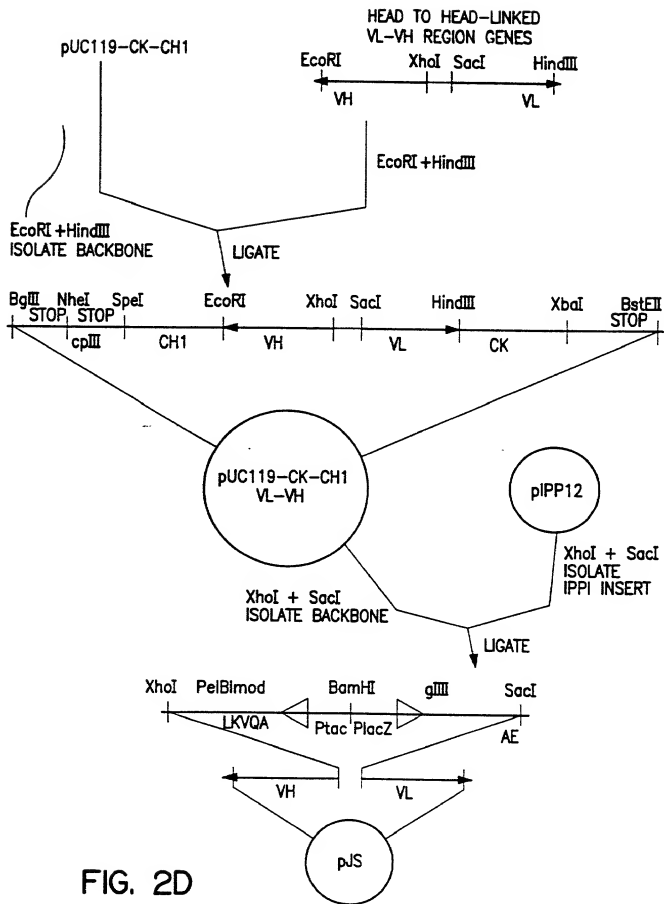 pUC119-CK-CH1
HEAD TO HEAD-LINKED
VL-VH REGION GENES
EcoRI XhoI SacI HindIII
VH VL
EcoRI+HindIII
EcoRI+HindIII
ISOLATE BACKBONE
LIGATE
BglII NheI SpeI EcoRI XhoI SacI HindIII XbaI BstEII
STOP STOP STOP
cpIII CH1 VH VL CK
pUC119-CK-CH1
VL-VH
pIPP12
XhoI + SacI
ISOLATE
IPPI INSERT
XhoI + SacI
ISOLATE BACKBONE
LIGATE
XhoI PelBImod BamHI gIIII SacI
LKVQA Ptac PlacZ AE
VH VL
pJS
FIG. 2D